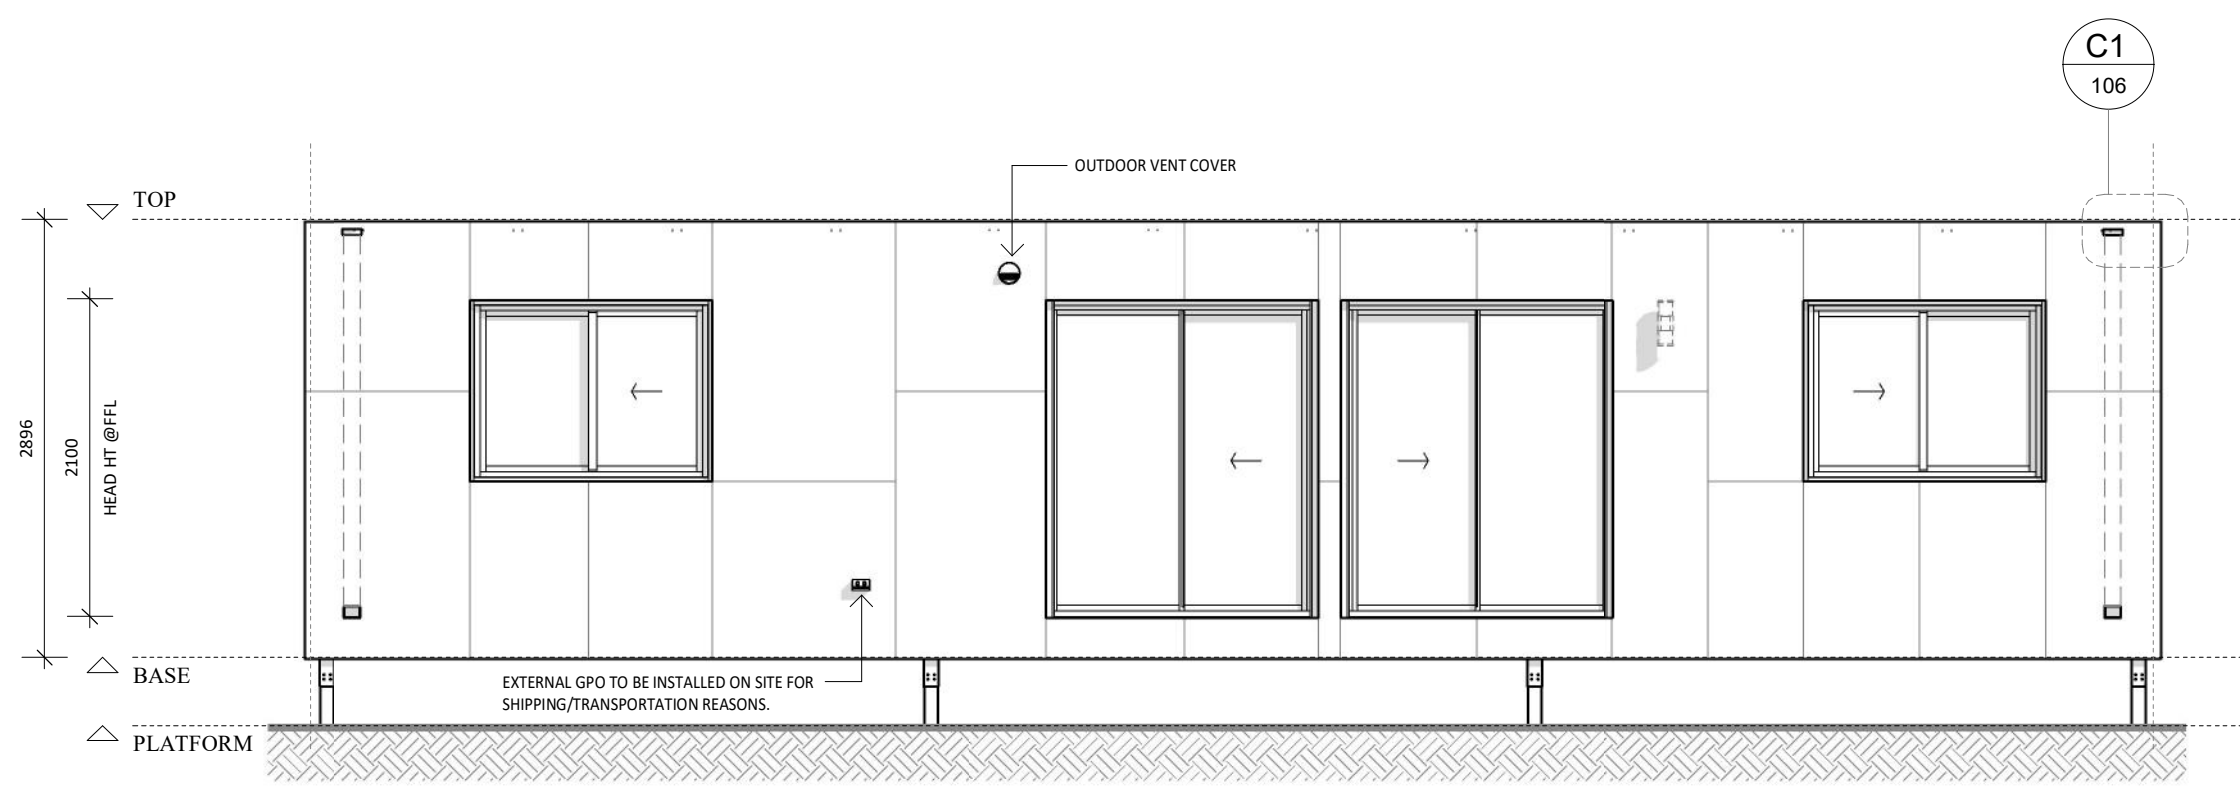 C1
106
OUTDOOR VENT COVER
TOP
2896
2100
HEAD HT @FFL
BASE
EXTERNAL GPO TO BE INSTALLED ON SITE FOR
SHIPPING/TRANSPORTATION REASONS.
PLATFORM